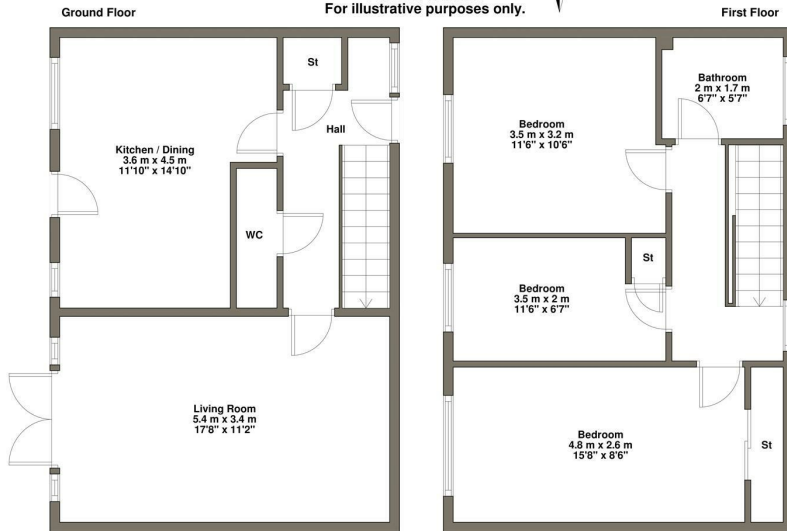 For illustrative purposes only.
Ground Floor
St
Hall
Kitchen / Dining
3.6 m x 4.5 m
11'10" x 14'10"
WC
Living Room
5.4 m x 3.4 m
17'8" x 11'2"
First Floor
Bathroom
2 m x 1.7 m
6'7" x 5'7"
Bedroom
3.5 m x 3.2 m
11'6" x 10'6"
St
Bedroom
3.5 m x 2 m
11'6" x 6'7"
Bedroom
4.8 m x 2.6 m
15'8" x 8'6"
St